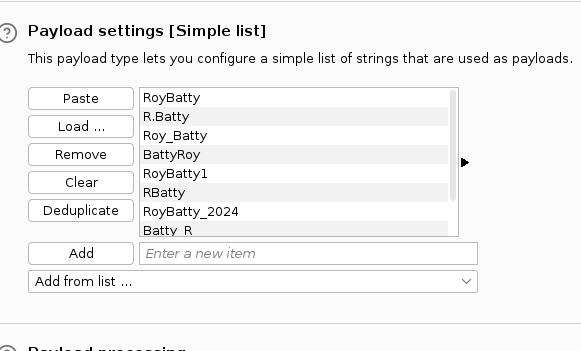 Payload settings [Simple list]
This payload type lets you configure a simple list of strings that are used as payloads.
Paste
Load ...
Remove
Clear
Deduplicate
RoyBatty
R.Batty
Roy_Batty
BattyRoy
RoyBatty1
RBatty
RoyBatty_2024
Batty_R
Add
Enter a new item
Add from list ...
Payload processing